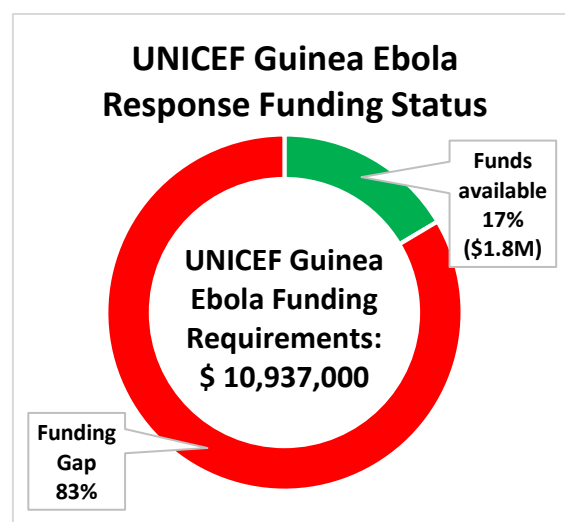 UNICEF Guinea Ebola
Response Funding Status
Funds
available
17%
($1.8M)
UNICEF Guinea
Ebola Funding
Requirements:
$ 10,937,000
Funding
Gap
83%